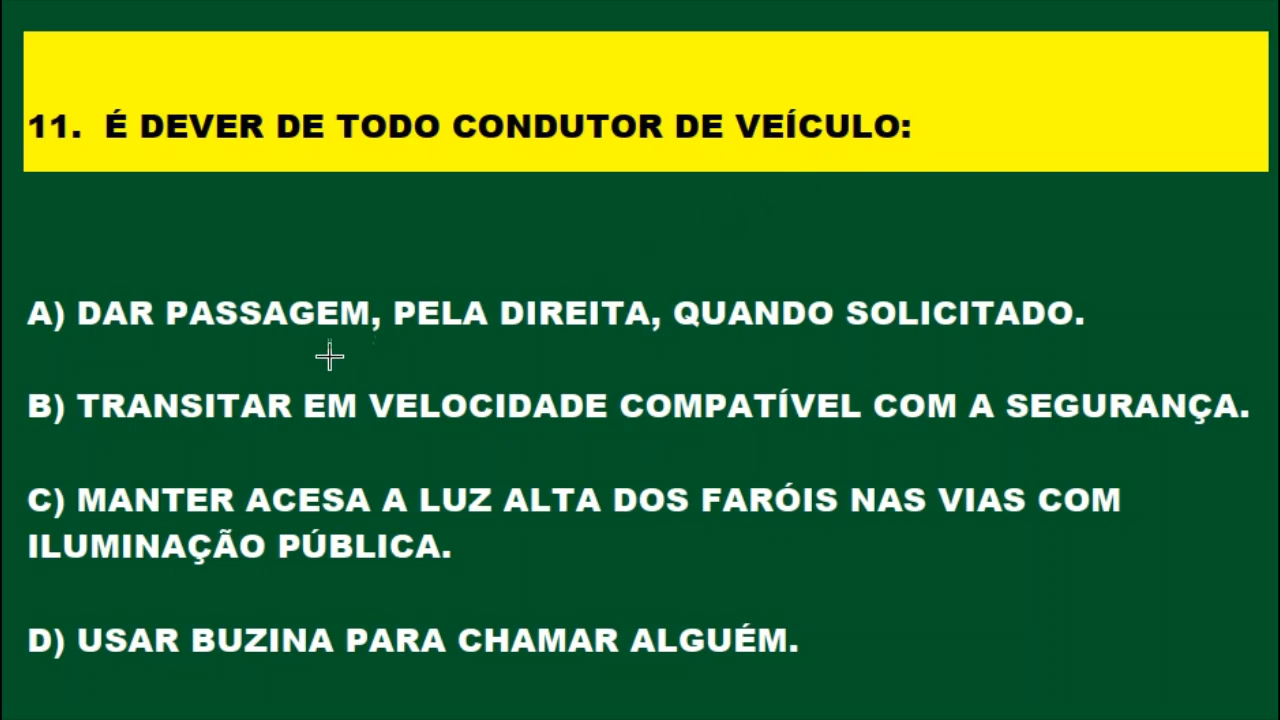 11. É DEVER DE TODO CONDUTOR DE VEÍCULO:
A) DAR PASSAGEM, PELA DIREITA, QUANDO SOLICITADO.
B) TRANSITAR EM VELOCIDADE COMPATÍVEL COM A SEGURANÇA.
C) MANTER ACESA A LUZ ALTA DOS FARÓIS NAS VIAS COM
ILUMINAÇÃO PÚBLICA.
D) USAR BUZINA PARA CHAMAR ALGUÉM.